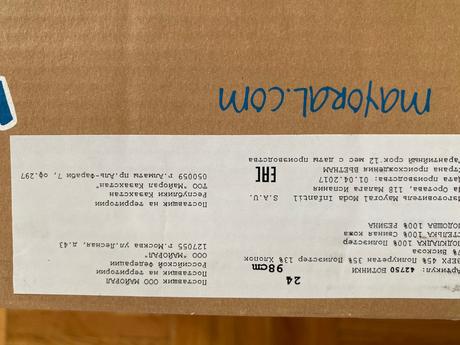 Артикул: 42750 БОТИНКИ
24
98cm
ВЕРХ 45% Полиуретан 35% Полиэстер 13% Хлопок
7% Вискоза
ПОДКЛАДКА 100% Полиэстер
СТЕЛЬКА 100% Свиная кожа
ПОДОШВА 100% РЕЗИНА
Изготовитель Mayoral Moda Infantil S.A.U.
118 Малага Испания
Дата производства: 01.04.2017
Страна происхождения ВЬЕТНАМ
Гарантийный срок 12 мес с даты производства
EAC
Поставщик ООО МАЙОРАЛ
на территории
Российской Федерации
ООО "МАЙОРАЛ"
127055 г.Москва ул.Лесная, д.43
Поставщик на территории
Республики Казахстан
ТОО "Майорал Казахстан"
050059 г.Алматы пр.Аль-Фараби 7, оф.297
mayoral.com